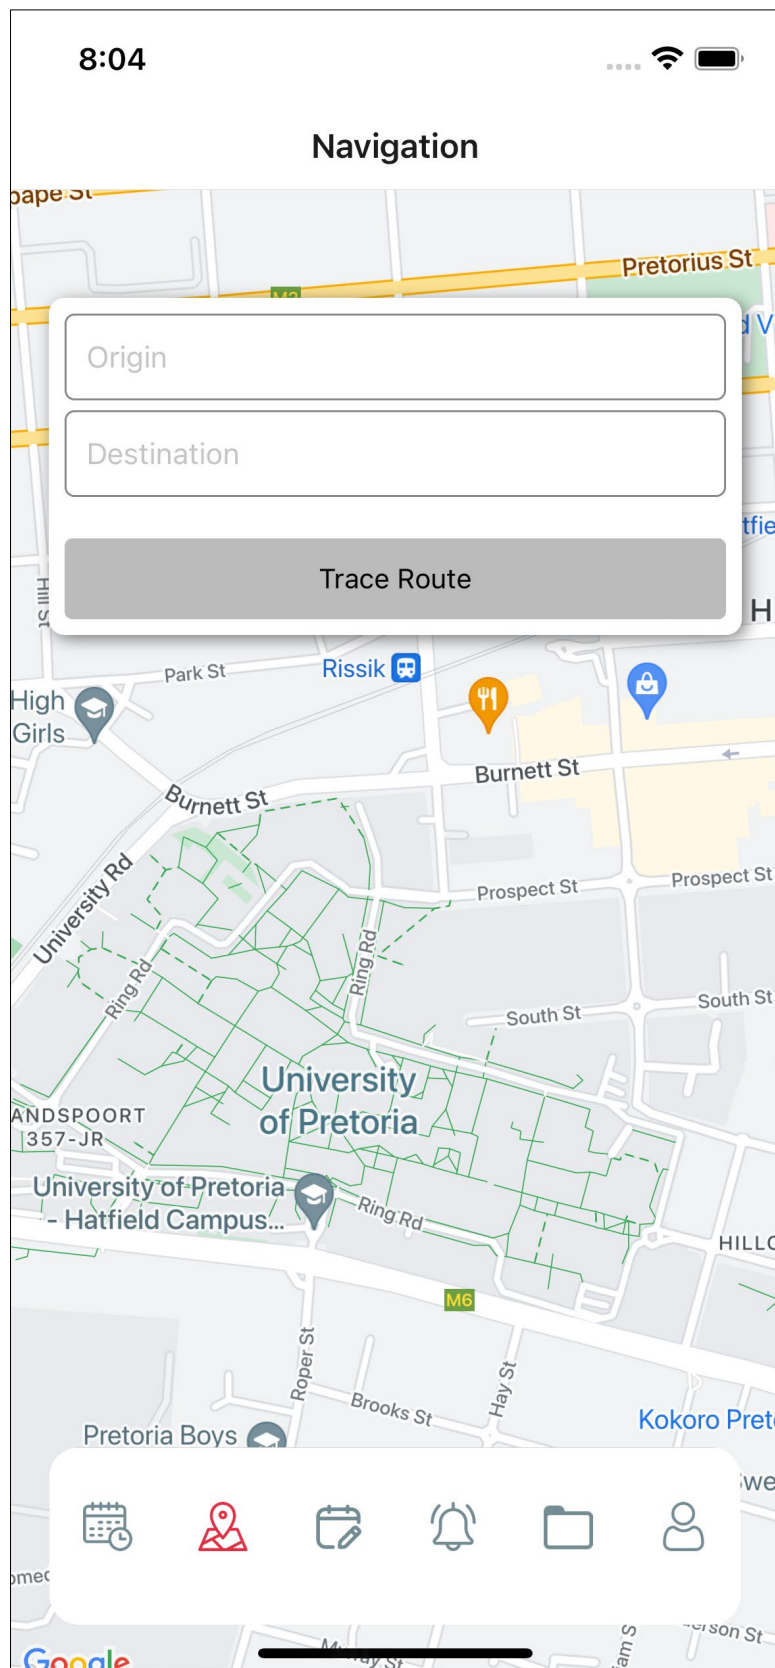 8:04
Navigation
Pretorius St
Origin
Destination
Trace Route
Hill St
Park St
Rissik
High
Girls
Burnett St
Burnett St
University Rd
Prospect St
Prospect St
Ring Rd
Ring Rd
South St
South St
University
of Pretoria
ANDSPOORT
357-JR
University of Pretoria
- Hatfield Campus...
Ring Rd
HILLC
M6
Roper St
Hay St
Brooks St
Kokoro Pret
Pretoria Boys
Google